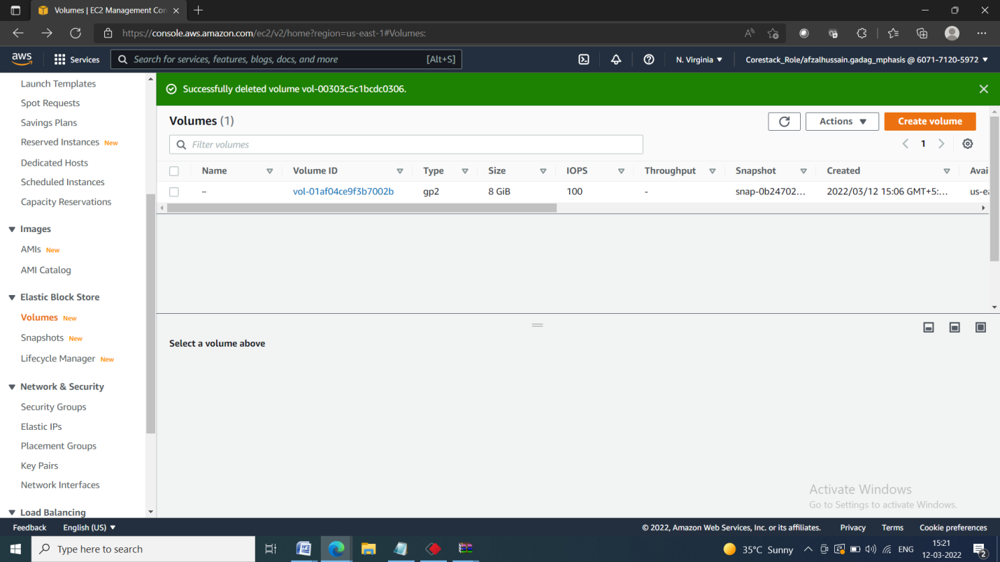 Volumes | EC2 Management Con
https://console.aws.amazon.com/ec2/v2/home?region=us-east-1#Volumes:
aws
Services
Search for services, features, blogs, docs, and more
[Alt+S]
N. Virginia
Corestack_Role/afzalhussain.gadag_mphasis @ 6071-7120-5972
Launch Templates
Spot Requests
Savings Plans
Reserved Instances New
Dedicated Hosts
Scheduled Instances
Capacity Reservations
Images
AMIs New
AMI Catalog
Elastic Block Store
Volumes New
Snapshots New
Lifecycle Manager New
Network & Security
Security Groups
Elastic IPs
Placement Groups
Key Pairs
Network Interfaces
Load Balancing
Successfully deleted volume vol-00303c5c1bcdc0306.
Volumes (1)
Actions
Create volume
Filter volumes
1
Name Volume ID Type Size IOPS Throughput Snapshot Created Avai
– vol-01af04ce9f3b7002b gp2 8 GiB 100 - snap-0b24702... 2022/03/12 15:06 GMT+5:... us-ea
Select a volume above
Activate Windows
Go to Settings to activate Windows.
Feedback
English (US)
© 2022, Amazon Web Services, Inc. or its affiliates.
Privacy
Terms
Cookie preferences
Type here to search
35°C Sunny
ENG
15:21
12-03-2022
2